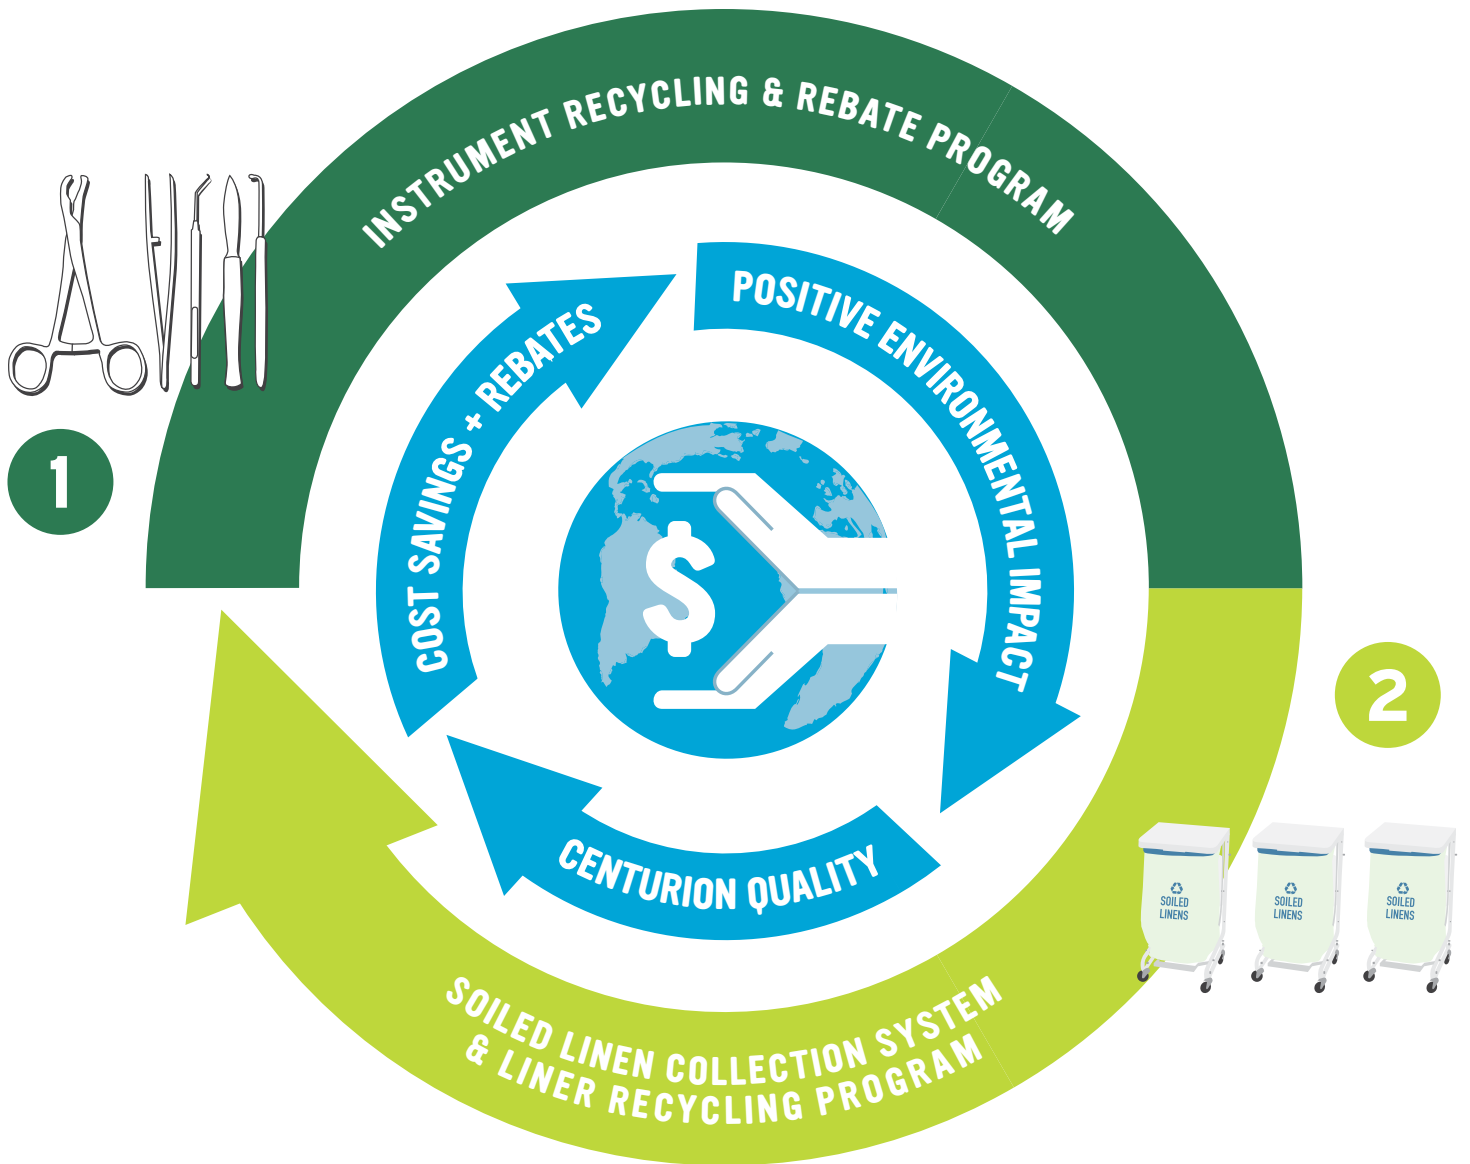 INSTRUMENT RECYCLING & REBATE PROGRAM
1
COST SAVINGS + REBATES
POSITIVE ENVIRONMENTAL IMPACT
$
CENTURION QUALITY
2
SOILED
LINENS
SOILED
LINENS
SOILED
LINENS
SOILED LINEN COLLECTION SYSTEM
& LINER RECYCLING PROGRAM